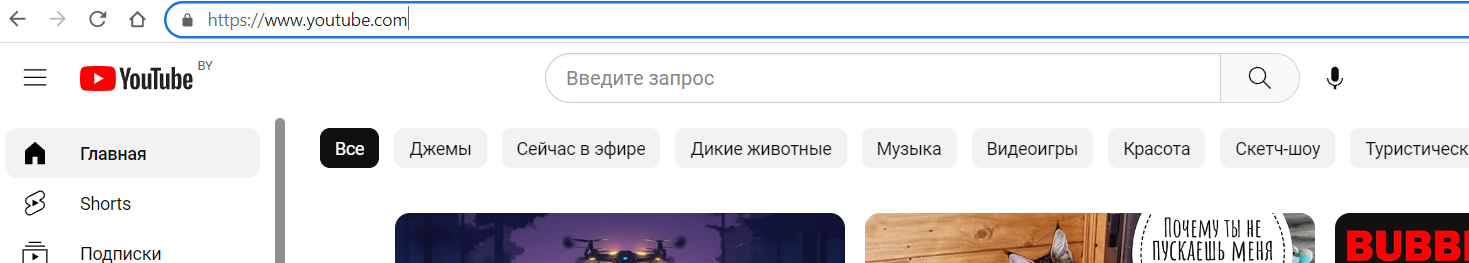 https://www.youtube.com
YouTube BY
Введите запрос
Все Джемы Сейчас в эфире Дикие животные Музыка Видеоигры Красота Скетч-шоу Туристическ
Главная
Shorts
Подписки
ПОЧЕМУ ТЫ НЕ
ПУСКАЕШЬ МЕНЯ
BUBB